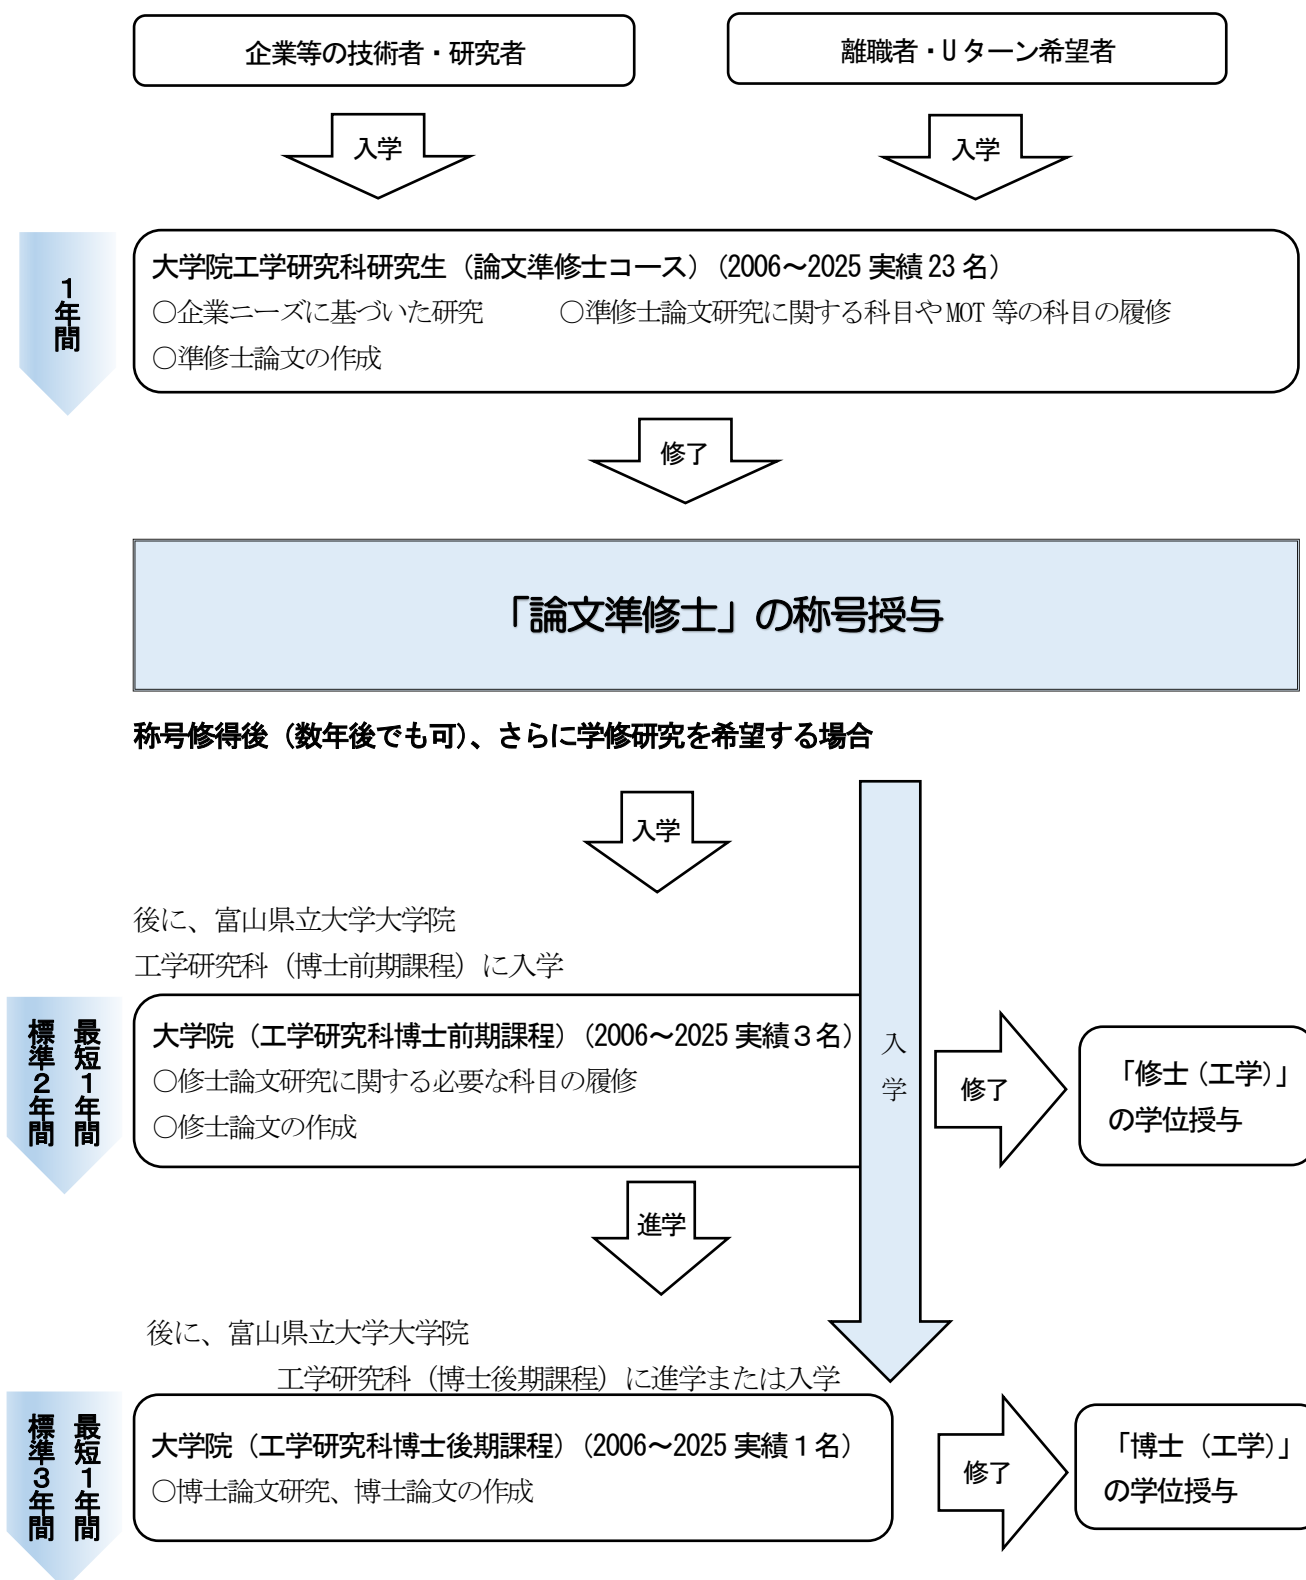 企業等の技術者・研究者
離職者・Uターン希望者
入学
入学
1年間
大学院工学研究科研究生（論文準修士コース）（2006～2025 実績 23 名）
○企業ニーズに基づいた研究　○準修士論文研究に関する科目や MOT 等の科目の履修
○準修士論文の作成
修了
「論文準修士」の称号授与
称号修得後（数年後でも可）、さらに学修研究を希望する場合
入学
入学
後に、富山県立大学大学院
工学研究科（博士前期課程）に入学
最短1年間
標準2年間
大学院（工学研究科博士前期課程）（2006～2025 実績３名）
○修士論文研究に関する必要な科目の履修
○修士論文の作成
修了
「修士（工学）」
の学位授与
進学
後に、富山県立大学大学院
工学研究科（博士後期課程）に進学または入学
最短1年間
標準3年間
大学院（工学研究科博士後期課程）（2006～2025 実績１名）
○博士論文研究、博士論文の作成
修了
「博士（工学）」
の学位授与